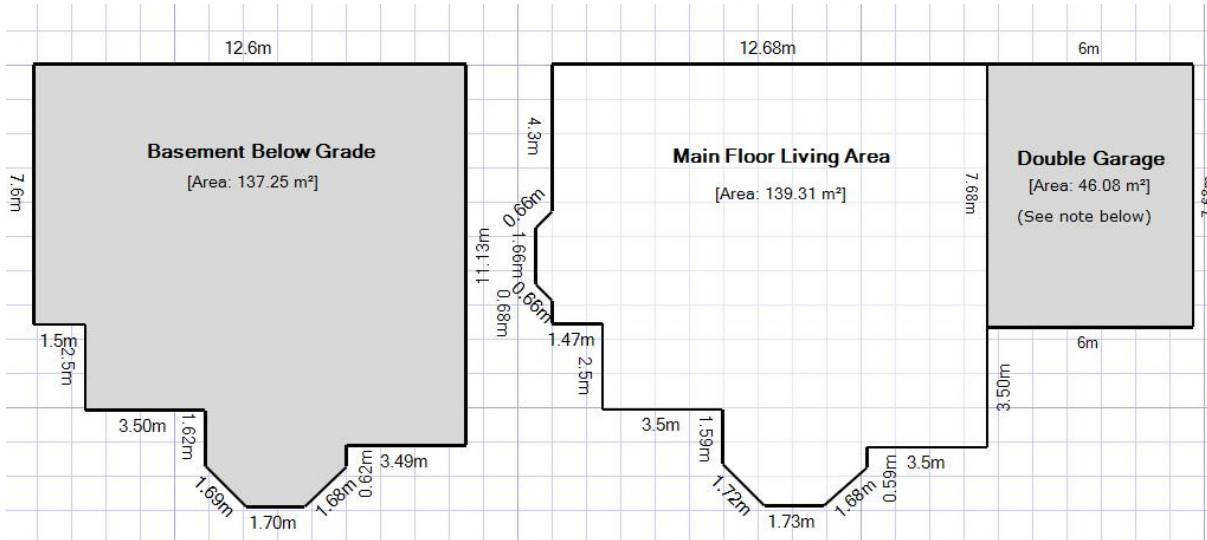 12.6m
12.68m
6m
Basement Below Grade
[Area: 137.25 m²]
7.6m
11.13m
1.5m
2.5m
3.50m
1.62m
1.69m
1.70m
1.68m
0.62m
3.49m
Main Floor Living Area
[Area: 139.31 m²]
4.3m
0.66m
1.66m
0.66m
0.68m
1.47m
2.5m
3.5m
1.59m
1.72m
1.73m
1.68m
0.59m
3.5m
3.50m
7.68m
Double Garage
[Area: 46.08 m²]
(See note below)
6m